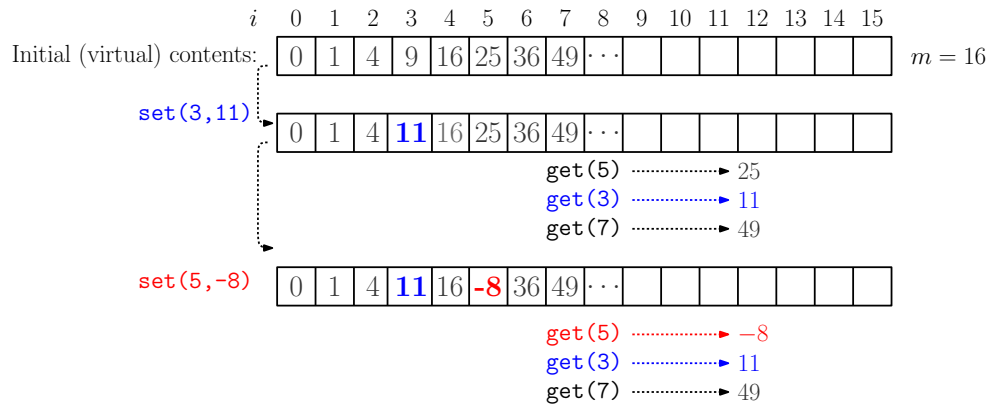 i 0 1 2 3 4 5 6 7 8 9 10 11 12 13 14 15
Initial (virtual) contents: 0 1 4 9 16 25 36 49 ··· m = 16
set(3,11) 0 1 4 11 16 25 36 49 ···
get(5) 25
get(3) 11
get(7) 49
set(5,-8) 0 1 4 11 16 -8 36 49 ···
get(5) −8
get(3) 11
get(7) 49